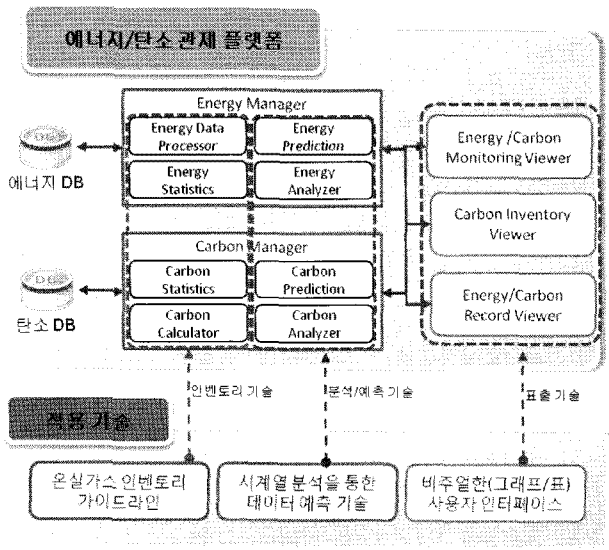 에너지/탄소 관제 플랫폼
Energy Manager
Energy Data
Processor
Energy
Prediction
Energy
Statistics
Energy
Analyzer
DB
에너지 DB
Energy /Carbon
Monitoring Viewer
Carbon Inventory
Viewer
Energy/Carbon
Record Viewer
Carbon Manager
Carbon
Statistics
Carbon
Prediction
Carbon
Calculator
Carbon
Analyzer
DB
탄소 DB
인벤토리 기술
분석/예측 기술
표출 기술
적용 기술
온실가스 인벤토리
가이드라인
시계열 분석을 통한
데이터 예측 기술
비주얼한(그래프/표)
사용자 인터페이스